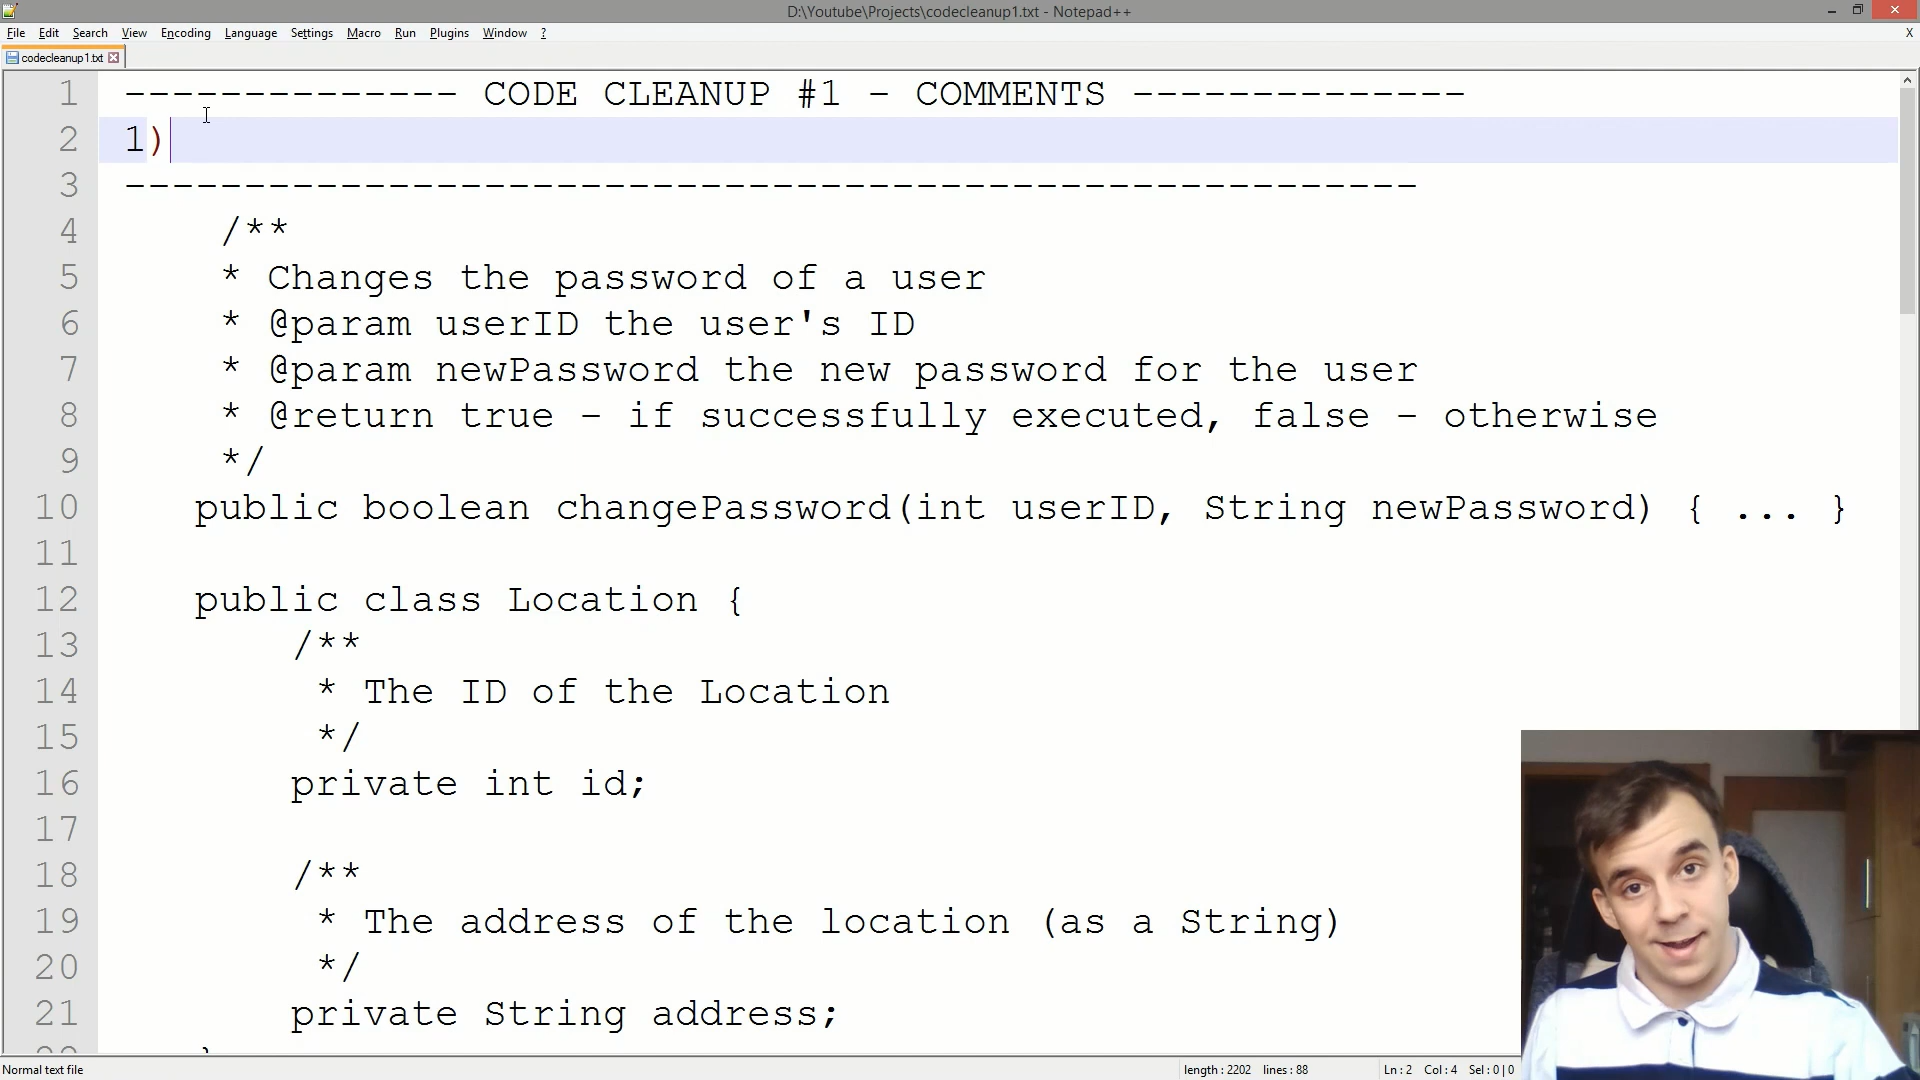 D:\Youtube\Projects\codecleanup1.txt - Notepad++
File Edit Search View Encoding Language Settings Macro Run Plugins Window ? X
codecleanup1.txt
1 -------------- CODE CLEANUP #1 - COMMENTS --------------
2 1)
3 ------------------------------------------------------
4 /**
5 * Changes the password of a user
6 * @param userID the user's ID
7 * @param newPassword the new password for the user
8 * @return true - if successfully executed, false - otherwise
9 */
10 public boolean changePassword(int userID, String newPassword) { ... }
11
12 public class Location {
13 /**
14 * The ID of the Location
15 */
16 private int id;
17
18 /**
19 * The address of the location (as a String)
20 */
21 private String address;
22 }
Normal text file length : 2202 lines : 88 Ln : 2 Col : 4 Sel : 0 | 0